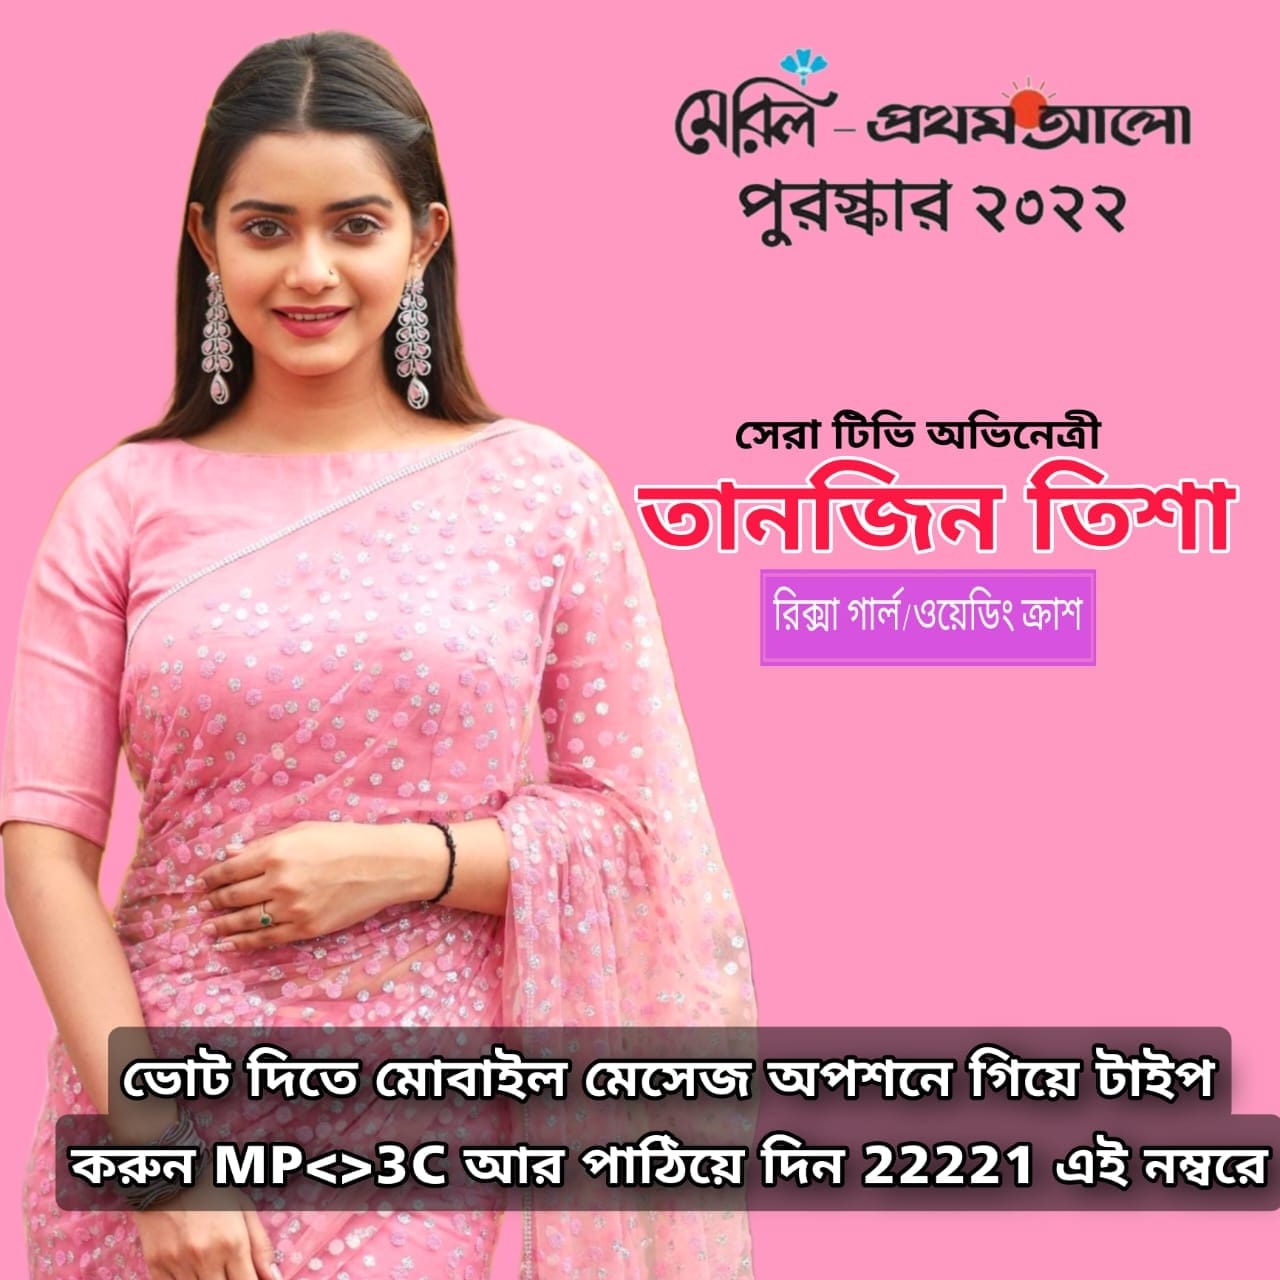 মেরিল - প্রথম আলো
পুরস্কার ২০২২
সেরা টিভি অভিনেত্রী
তানজিন তিশা
রিক্সা গার্ল/ওয়েডিং ক্রাশ
ভোট দিতে মোবাইল মেসেজ অপশনে গিয়ে টাইপ
করুন MP<>3C আর পাঠিয়ে দিন 22221 এই নম্বরে